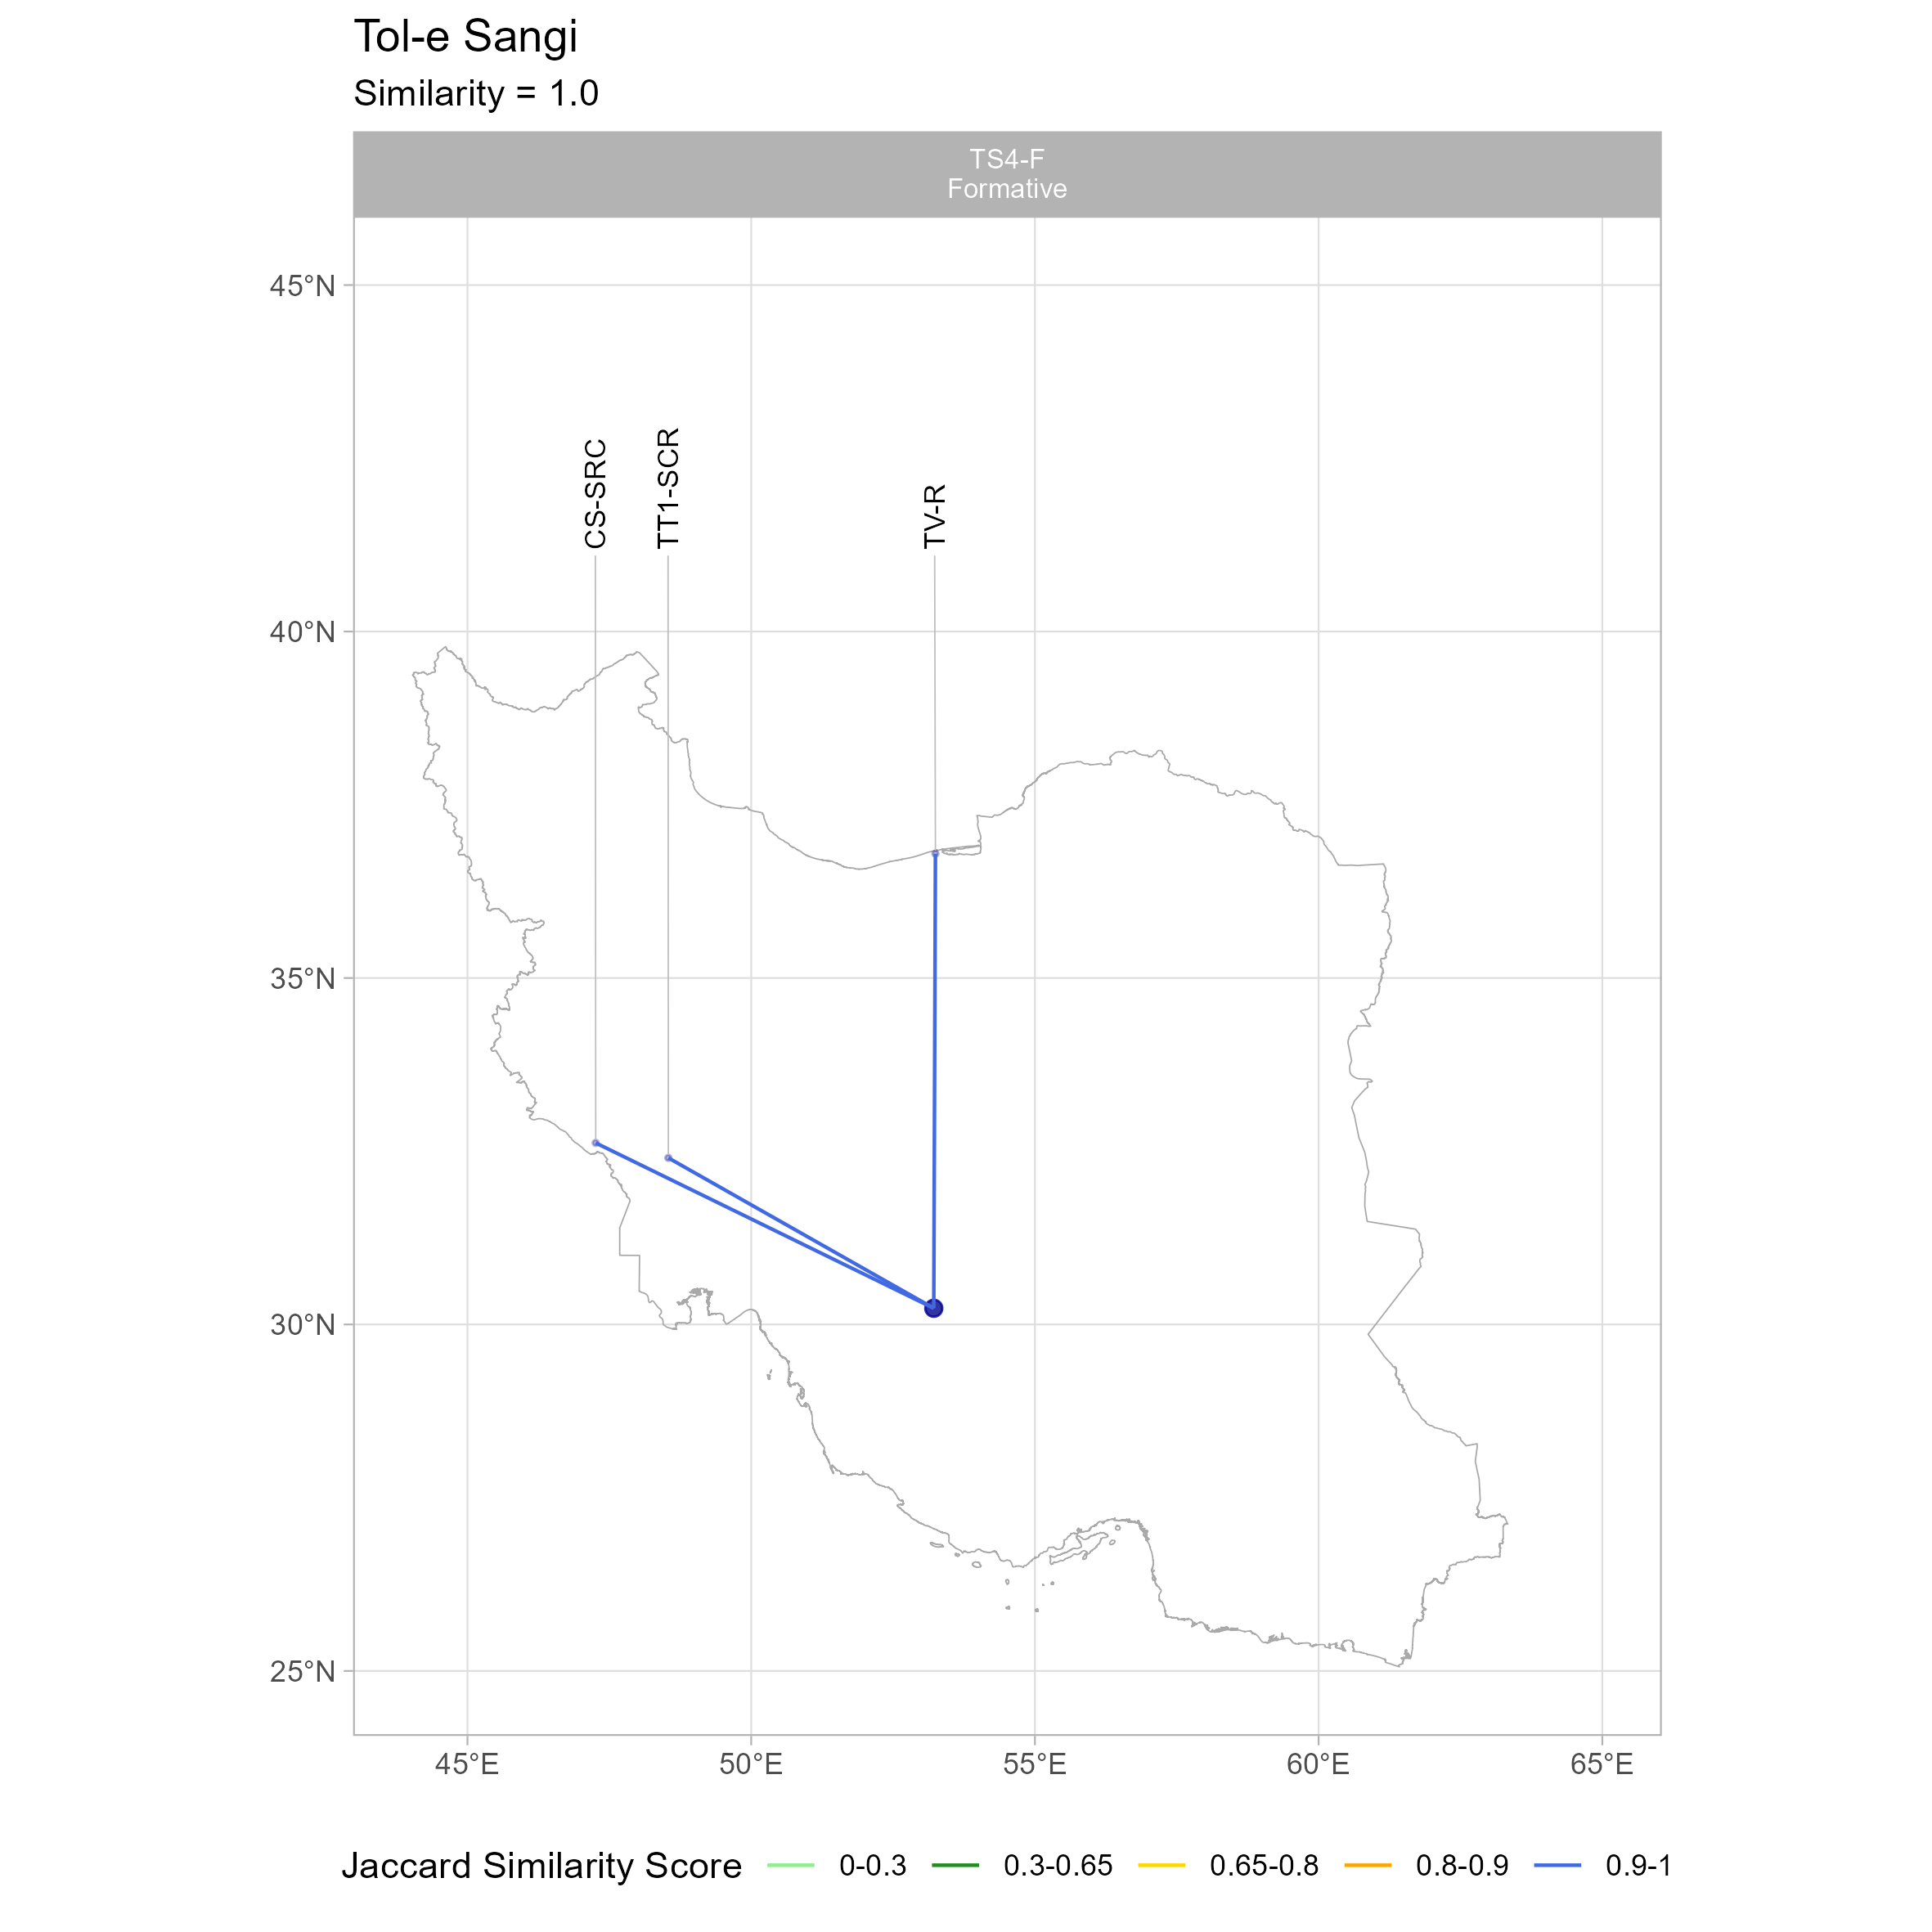 Tol-e Sangi
Similarity = 1.0
TS4-F
Formative
45°N
40°N
35°N
30°N
25°N
CS-SRC
TT1-SCR
TV-R
45°E
50°E
55°E
60°E
65°E
Jaccard Similarity Score 0-0.3 0.3-0.65 0.65-0.8 0.8-0.9 0.9-1